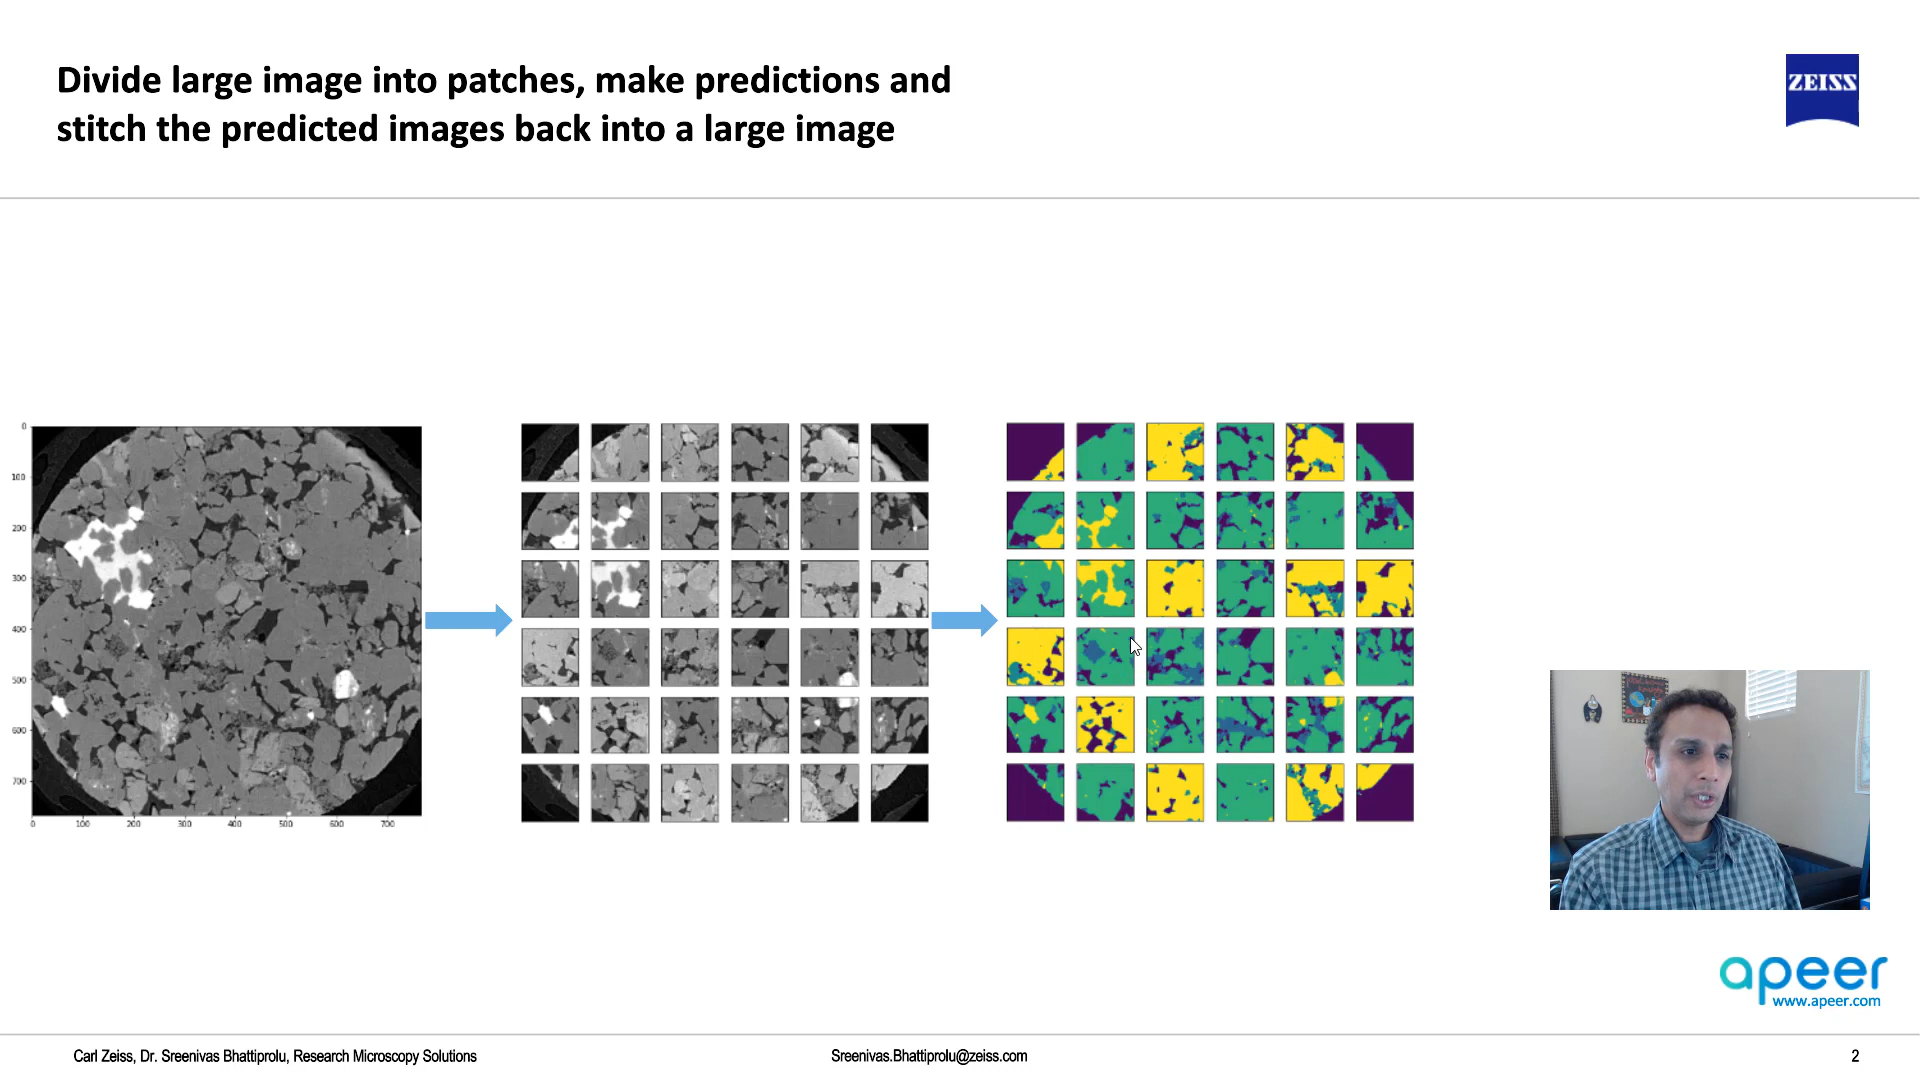 Divide large image into patches, make predictions and
stitch the predicted images back into a large image
ZEISS
0
100
200
300
400
500
600
700
0 100 200 300 400 500 600 700
apeer
www.apeer.com
Carl Zeiss, Dr. Sreenivas Bhattiprolu, Research Microscopy Solutions
Sreenivas.Bhattiprolu@zeiss.com
2